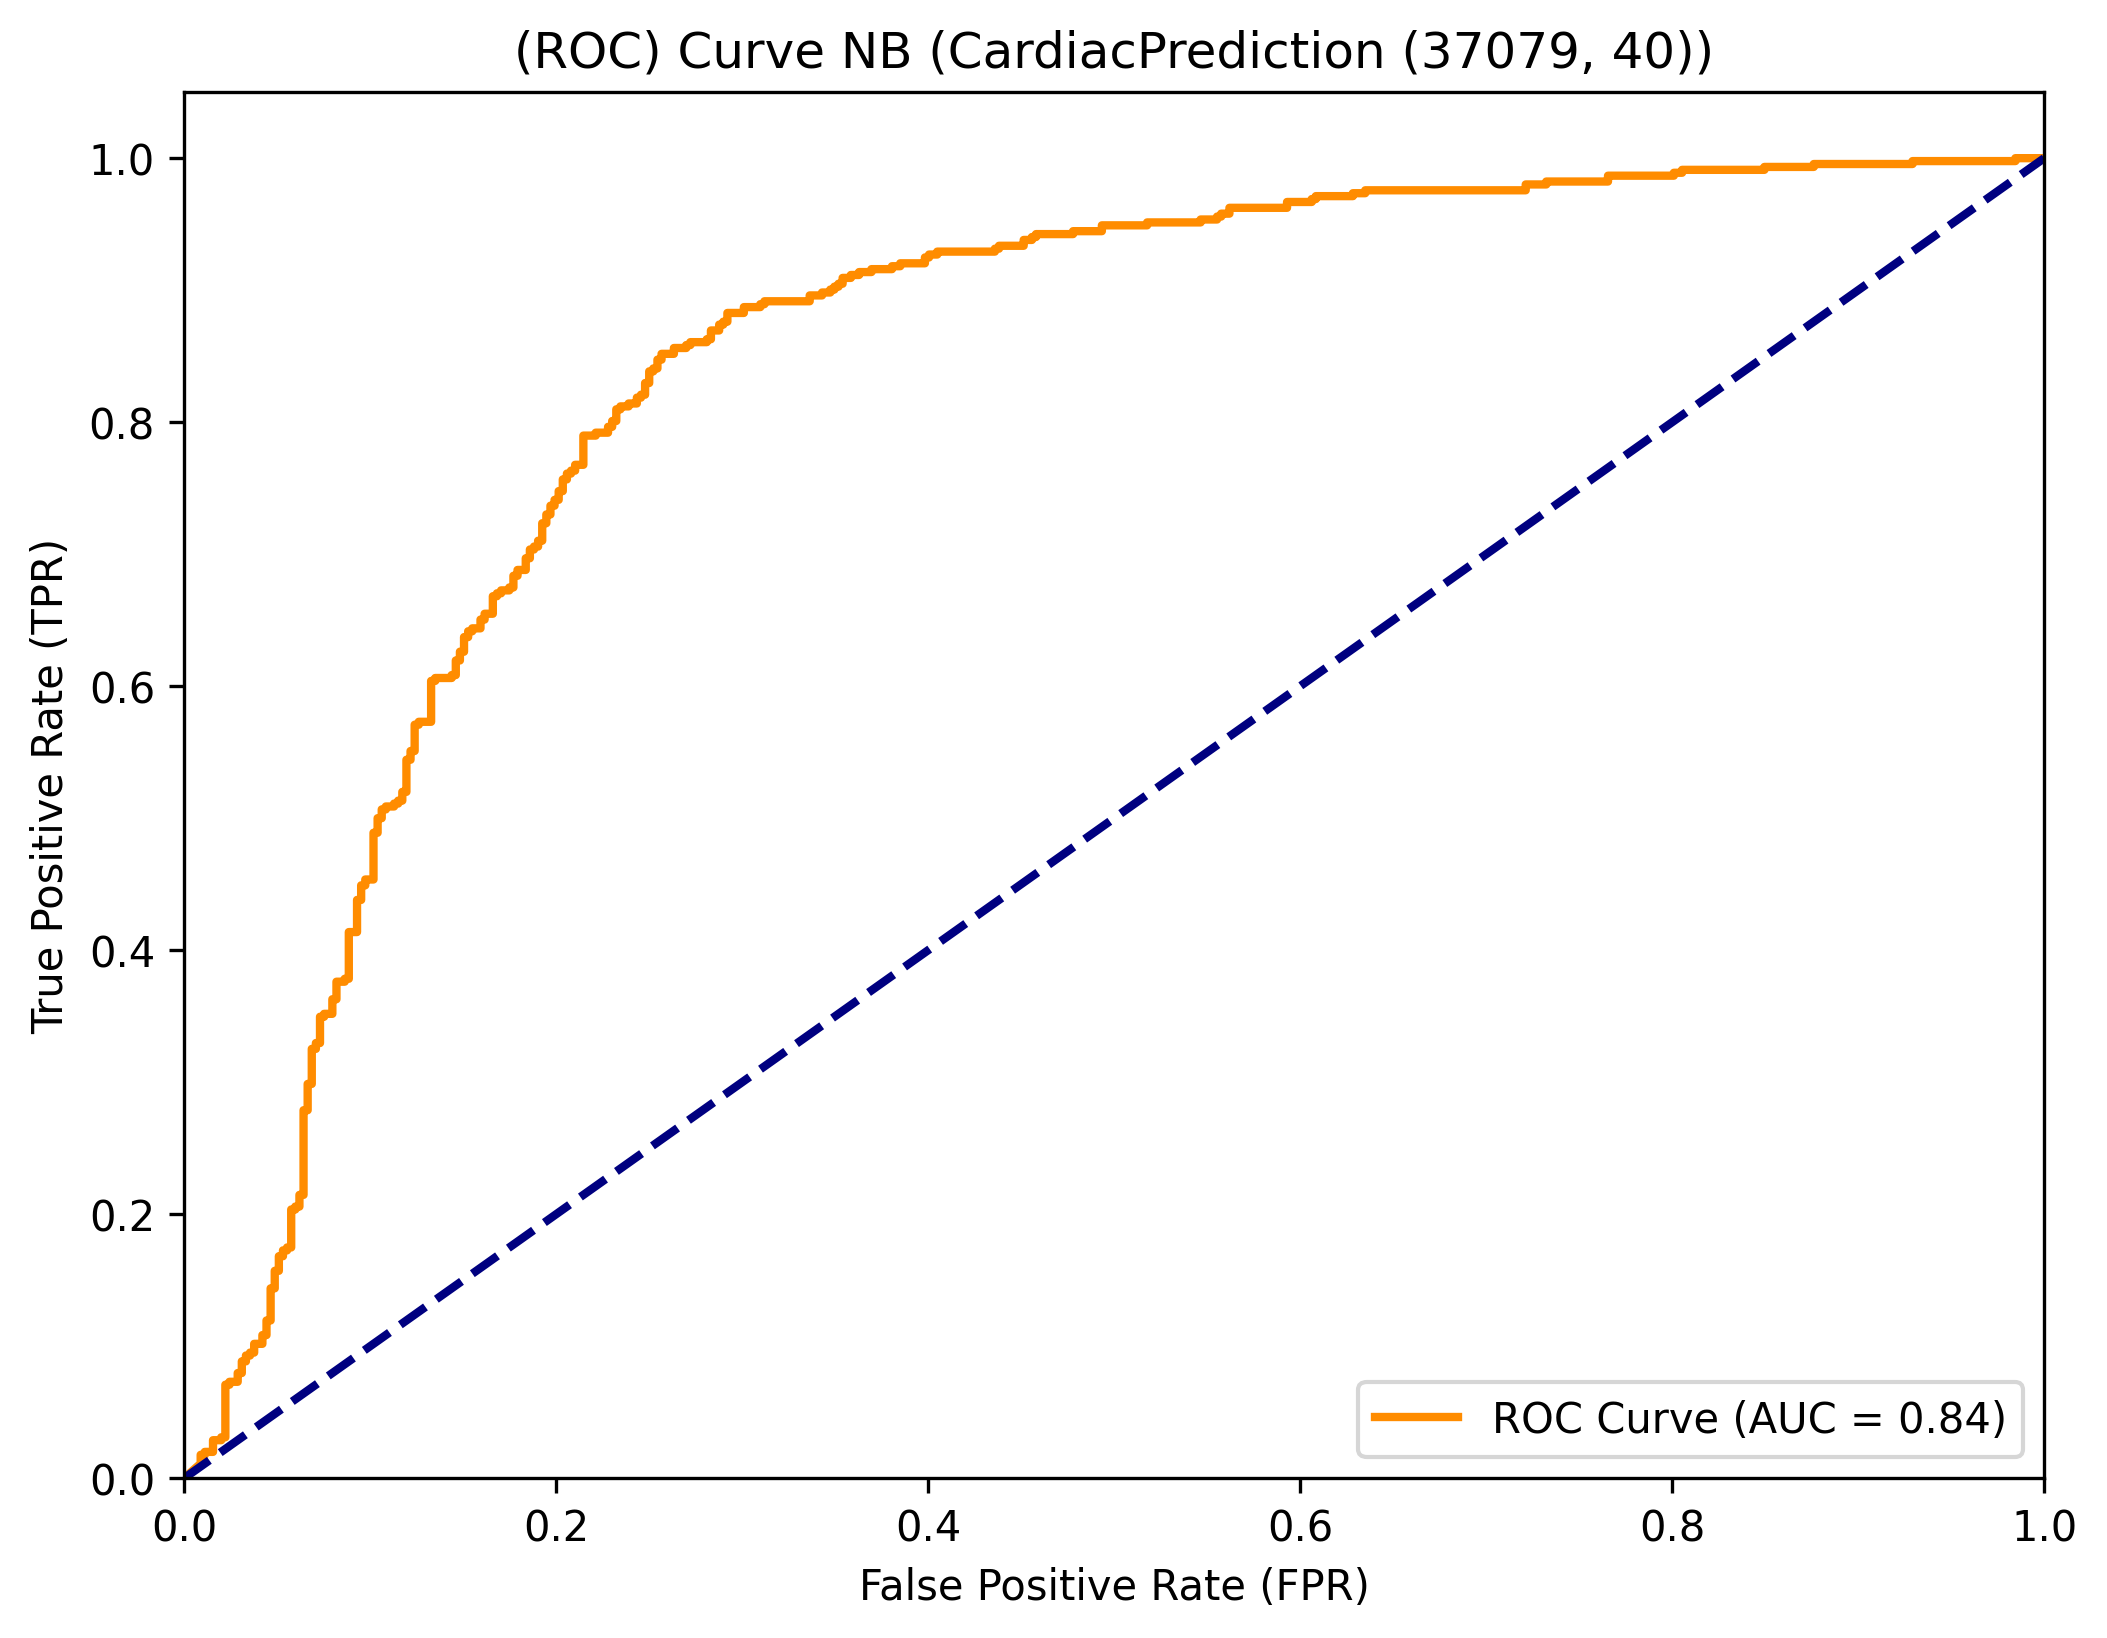 (ROC) Curve NB (CardiacPrediction (37079, 40))
True Positive Rate (TPR)
1.0
0.8
0.6
0.4
0.2
0.0
ROC Curve (AUC = 0.84)
0.0 0.2 0.4 0.6 0.8 1.0
False Positive Rate (FPR)